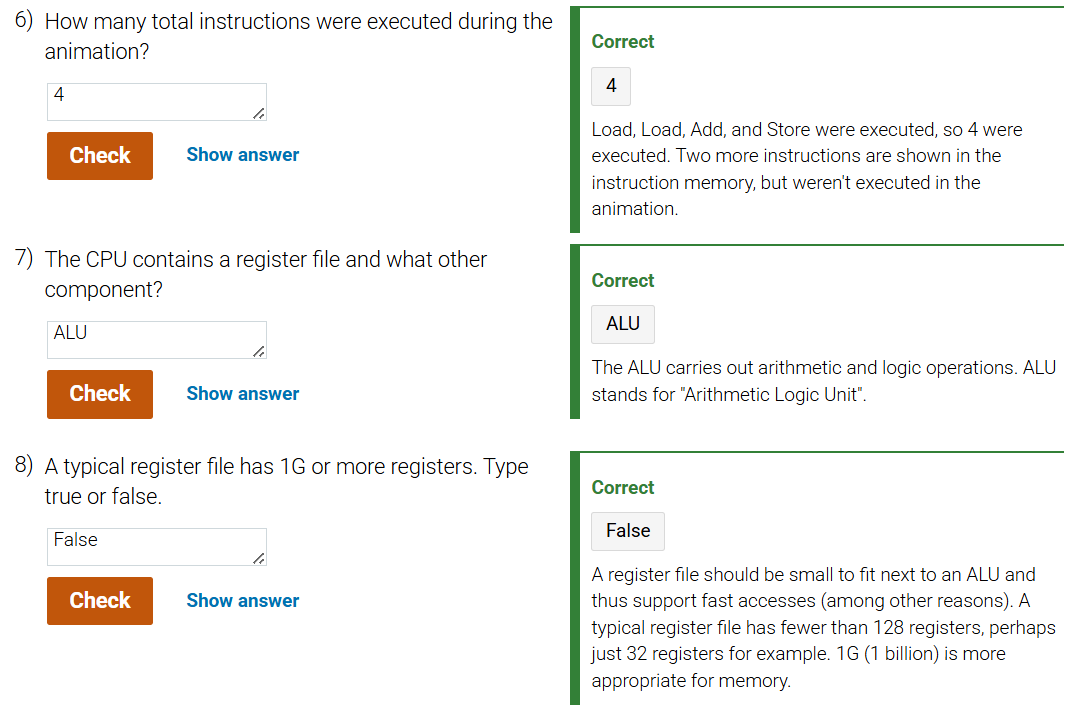 6) How many total instructions were executed during the
animation?
4
Check Show answer
Correct
4
Load, Load, Add, and Store were executed, so 4 were
executed. Two more instructions are shown in the
instruction memory, but weren't executed in the
animation.
7) The CPU contains a register file and what other
component?
ALU
Check Show answer
Correct
ALU
The ALU carries out arithmetic and logic operations. ALU
stands for "Arithmetic Logic Unit".
8) A typical register file has 1G or more registers. Type
true or false.
False
Check Show answer
Correct
False
A register file should be small to fit next to an ALU and
thus support fast accesses (among other reasons). A
typical register file has fewer than 128 registers, perhaps
just 32 registers for example. 1G (1 billion) is more
appropriate for memory.